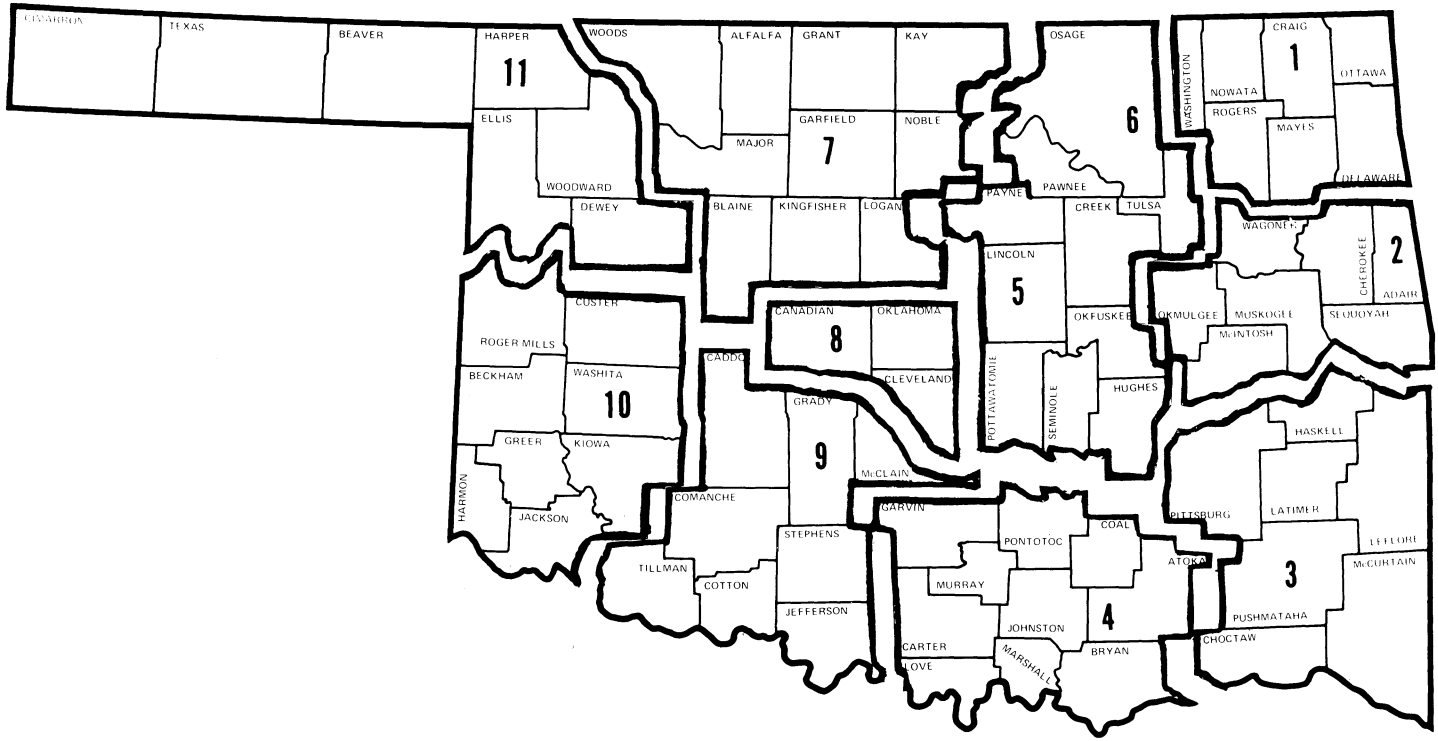 CIMARRON
TEXAS
BEAVER
HARPER
11
ELLIS
WOODWARD
DEWEY
WOODS
ALFALFA
GRANT
KAY
MAJOR
GARFIELD
7
NOBLE
BLAINE
KINGFISHER
LOGAN
OSAGE
6
PAWNEE
TULSA
WASHINGTON
NOWATA
CRAIG
1
OTTAWA
ROGERS
MAYES
DELAWARE
PAYNE
CREEK
LINCOLN
5
OKFUSKEE
POTTAWATOMIE
SEMINOLE
HUGHES
WAGONER
CHEROKEE
2
ADAIR
OKMULGEE
MUSKOGEE
SEQUOYAH
McINTOSH
CANADIAN
OKLAHOMA
8
CLEVELAND
CUSTER
ROGER MILLS
BECKHAM
WASHITA
10
GREER
KIOWA
HARMON
JACKSON
CADDO
GRADY
9
McCLAIN
COMANCHE
STEPHENS
TILLMAN
COTTON
JEFFERSON
GARVIN
PONTOTOC
COAL
ATOKA
MURRAY
JOHNSTON
4
CARTER
LOVE
MARSHALL
BRYAN
HASKELL
PITTSBURG
LATIMER
LEFLORE
McCURTAIN
3
PUSHMATAHA
CHOCTAW